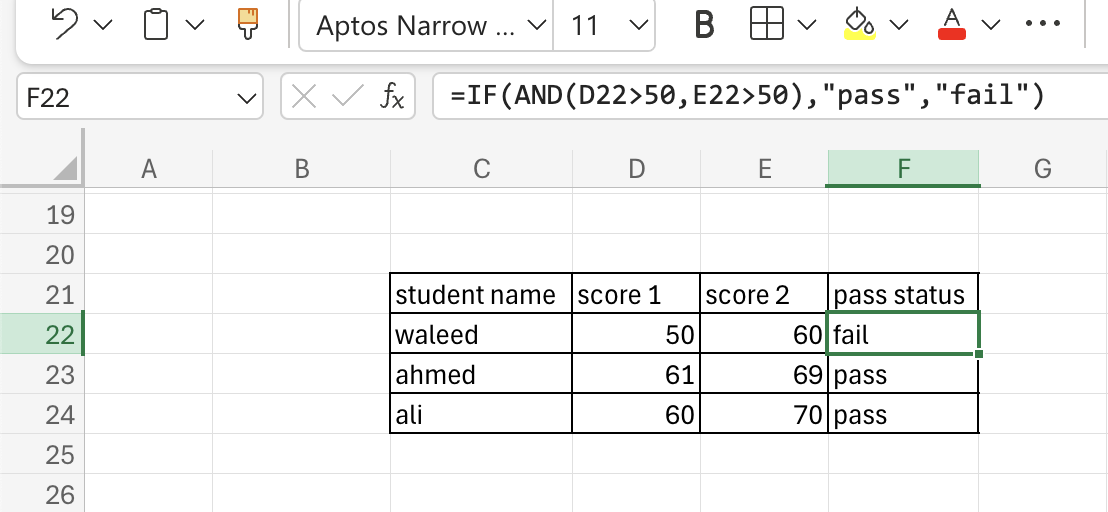 Aptos Narrow ... 11 B A ...
F22 fx =IF(AND(D22>50,E22>50),"pass","fail")
A B C D E F G
19
20
21 student name score 1 score 2 pass status
22 waleed 50 60 fail
23 ahmed 61 69 pass
24 ali 60 70 pass
25
26